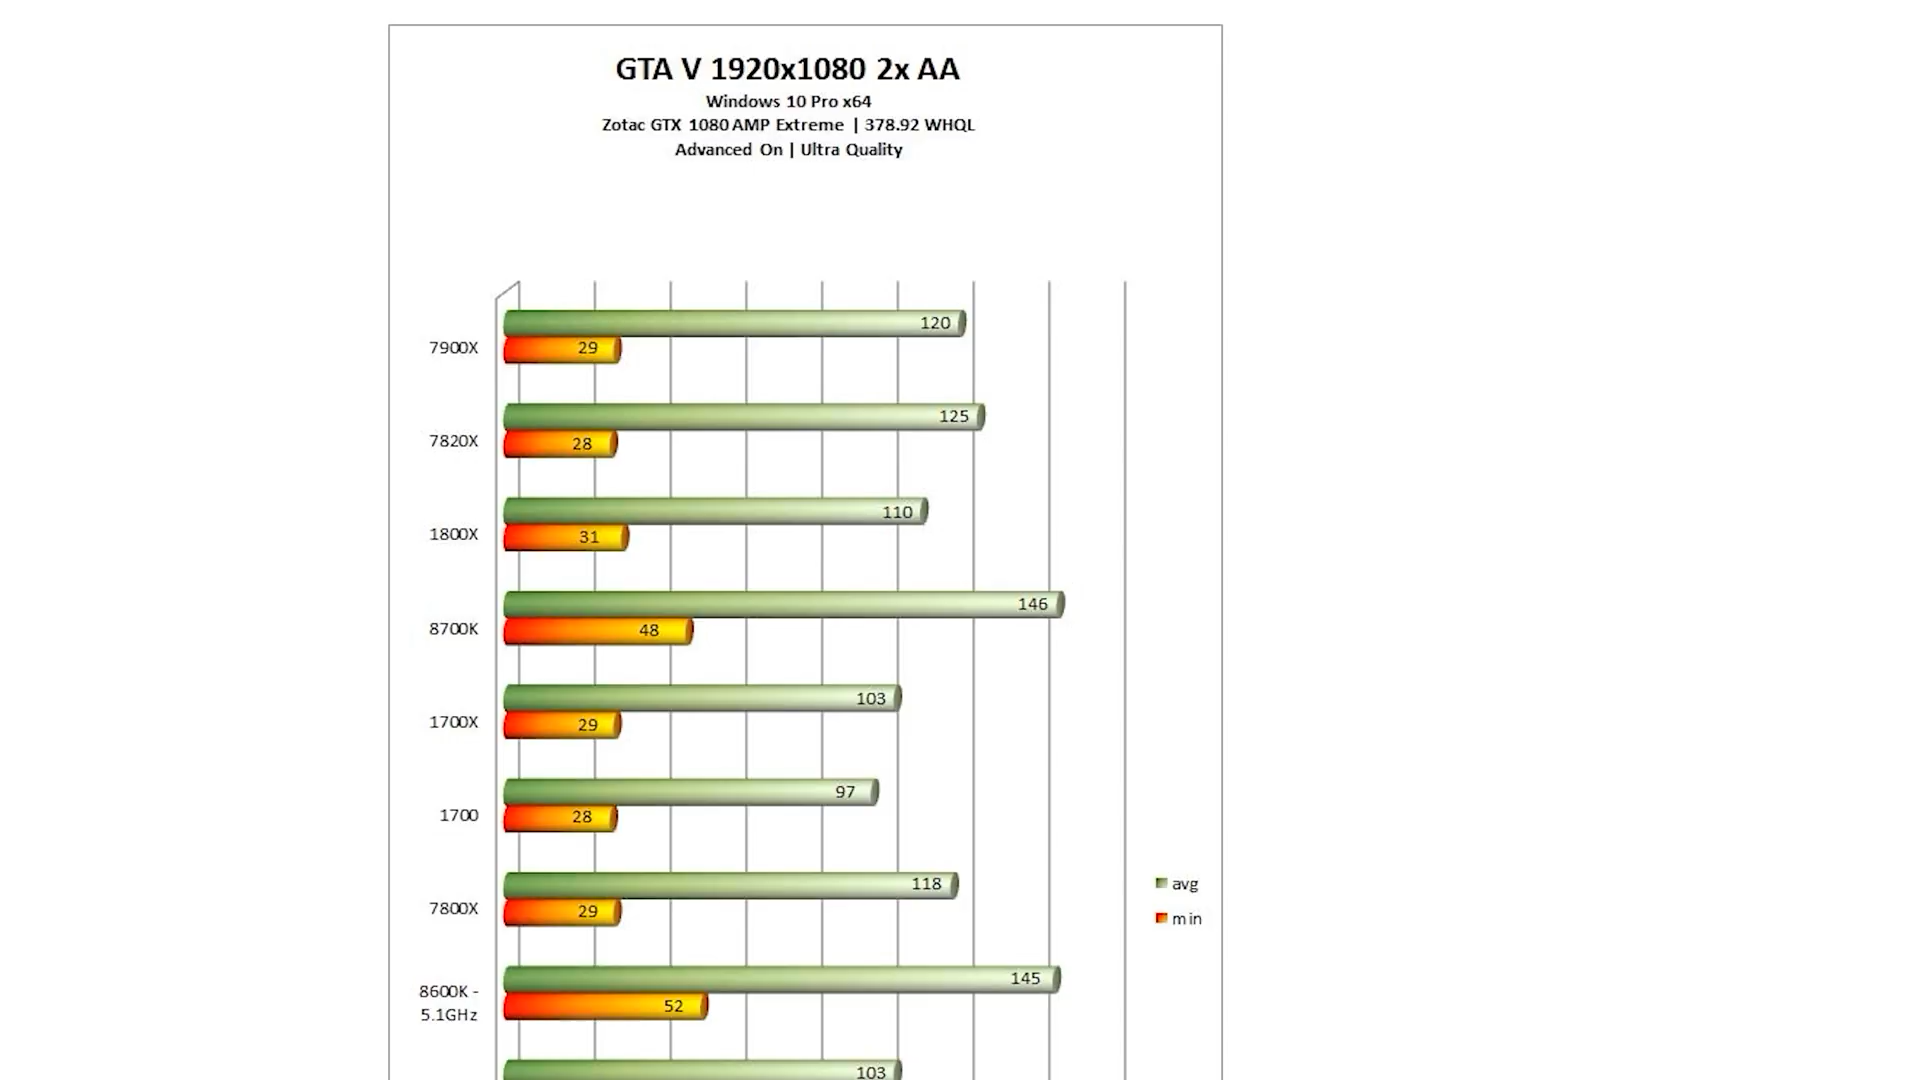 GTA V 1920x1080 2x AA
Windows 10 Pro x64
Zotac GTX 1080 AMP Extreme | 378.92 WHQL
Advanced On | Ultra Quality
120
7900X
29
125
7820X
28
110
1800X
31
146
8700K
48
103
1700X
29
97
1700
28
118
7800X
29
avg
min
145
8600K -
5.1GHz
52
103